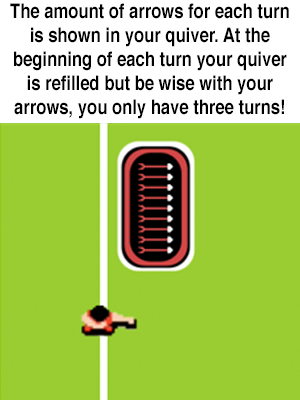 The amount of arrows for each turn
is shown in your quiver. At the
beginning of each turn your quiver
is refilled but be wise with your
arrows, you only have three turns!